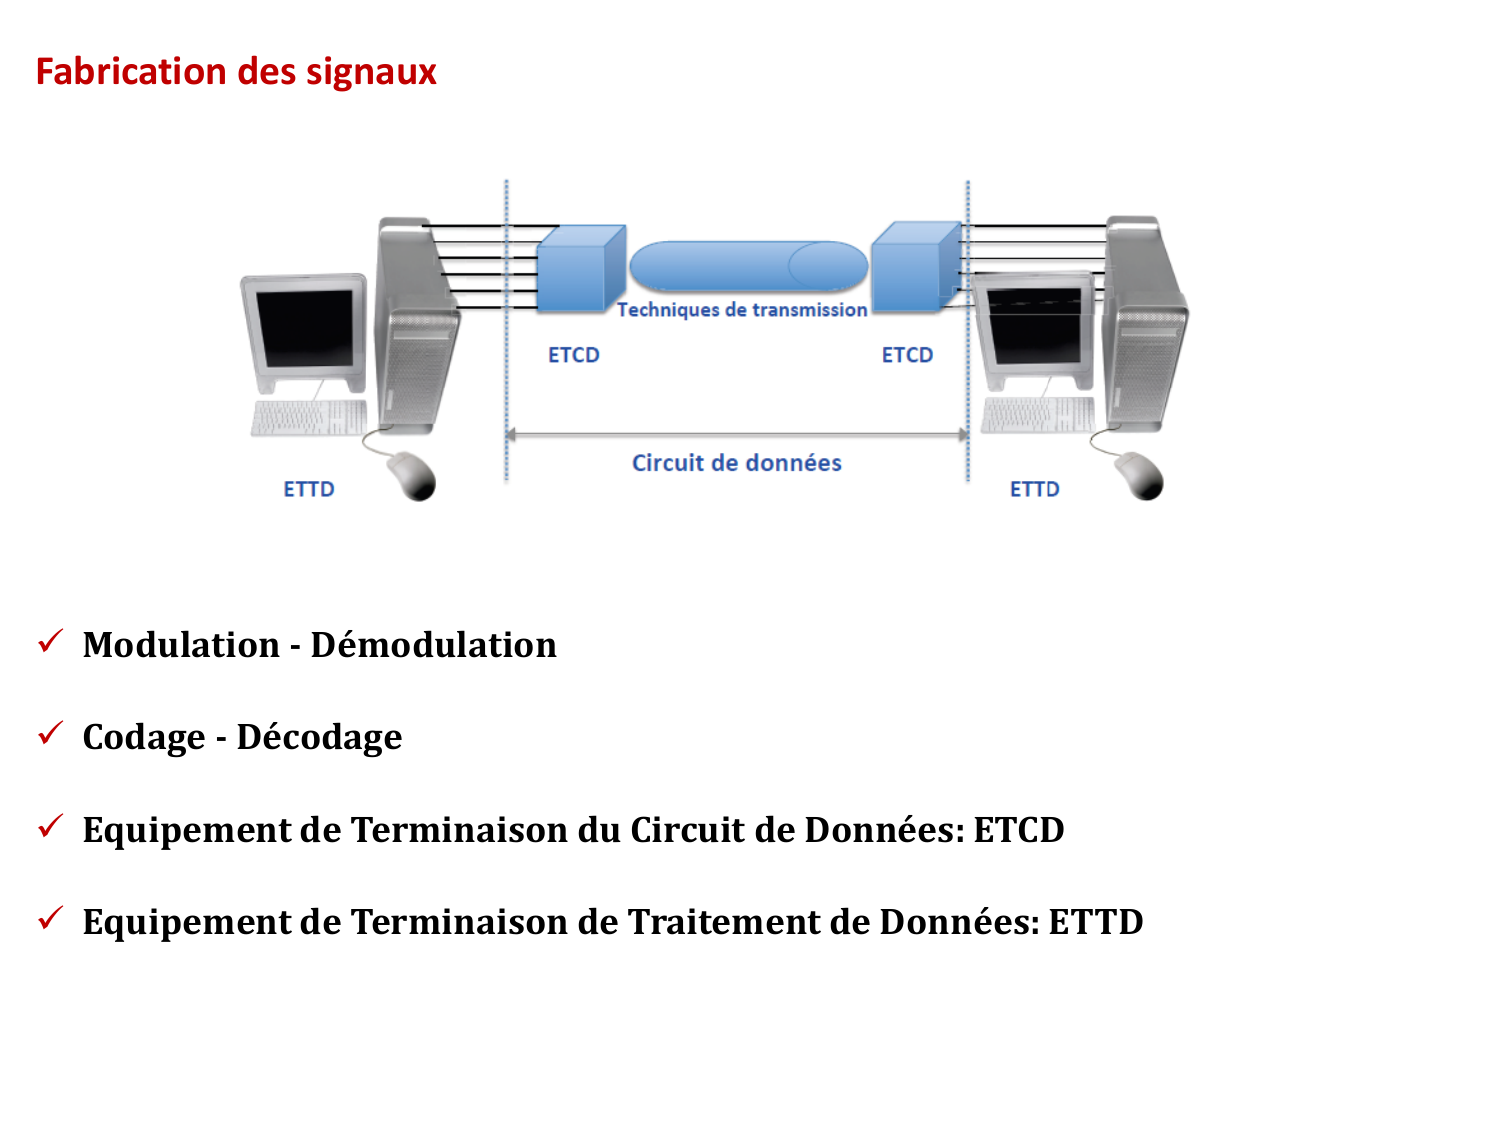 Fabrication des signaux
Techniques de transmission
ETCD
ETCD
Circuit de données
ETTD
ETTD
✓ Modulation - Démodulation
✓ Codage - Décodage
✓ Equipement de Terminaison du Circuit de Données: ETCD
✓ Equipement de Terminaison de Traitement de Données: ETTD